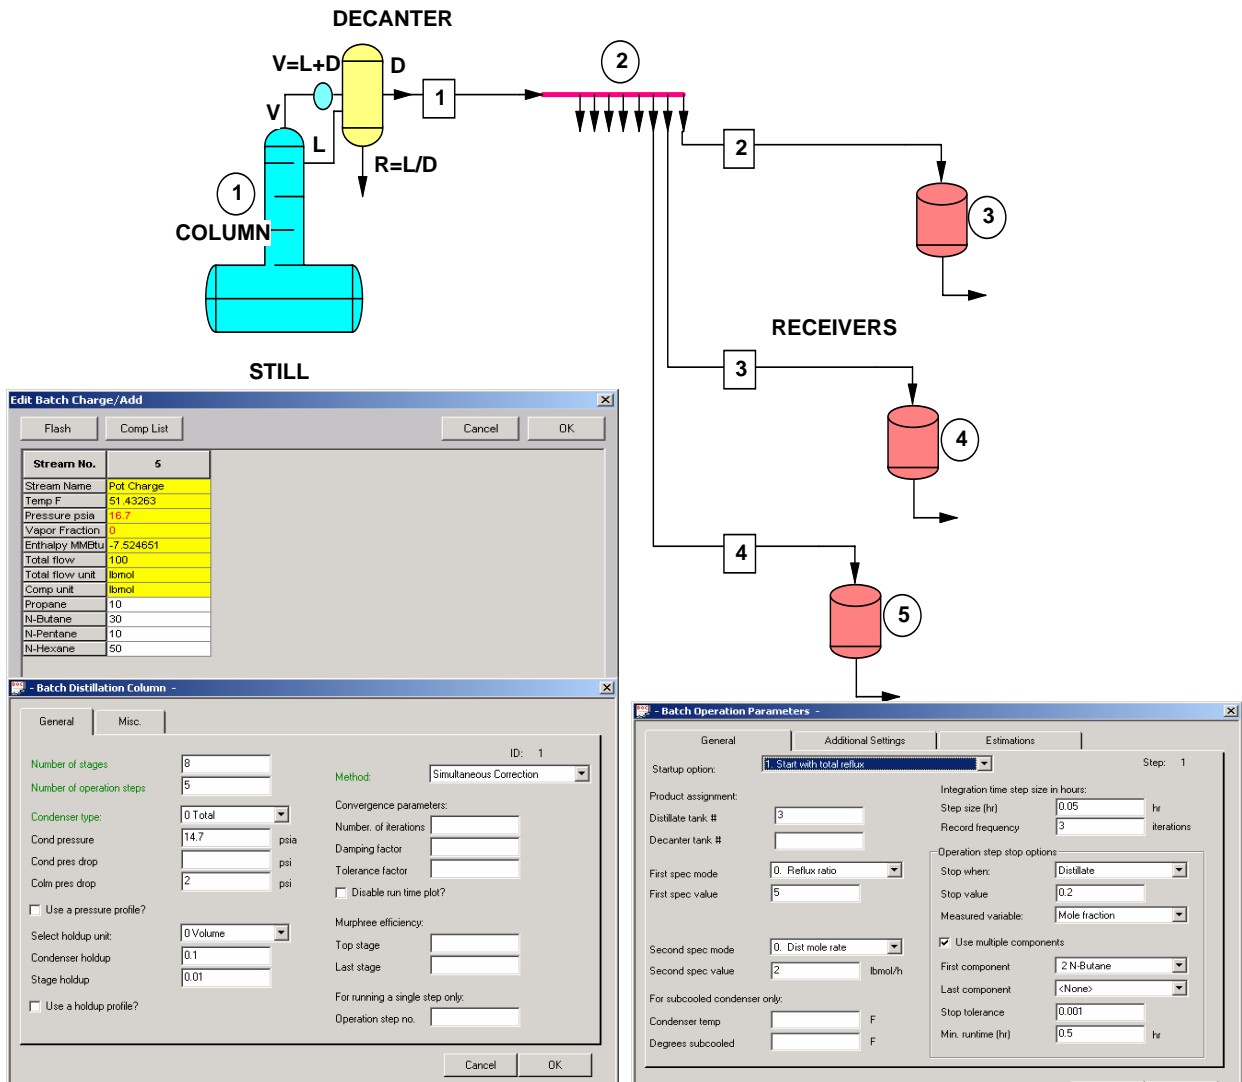 DECANTER
V=L+D
D
2
1
V
L
2
R=L/D
1
3
COLUMN
RECEIVERS
3
STILL
4
4
5
Edit Batch Charge/Add
Flash
Comp List
Cancel
OK
Stream No.
5
Stream Name
Pot Charge
Temp F
51.43263
Pressure psia
16.7
Vapor Fraction
0
Enthalpy MMBtu
-7.524651
Total flow
100
Total flow unit
lbmol
Comp unit
lbmol
Propane
10
N-Butane
30
N-Pentane
10
N-Hexane
50
- Batch Distillation Column -
General
Misc.
ID: 1
Number of stages
8
Number of operation steps
5
Method:
Simultaneous Correction
Condenser type:
0 Total
Cond pressure
14.7
psia
Cond pres drop
psi
Colm pres drop
2
psi
Use a pressure profile?
Select holdup unit:
0 Volume
Condenser holdup
0.1
Stage holdup
0.01
Use a holdup profile?
Convergence parameters:
Number. of iterations
Damping factor
Tolerance factor
Disable run time plot?
Murphree efficiency:
Top stage
Last stage
For running a single step only:
Operation step no.
Cancel
OK
- Batch Operation Parameters -
General
Additional Settings
Estimations
Startup option:
1. Start with total reflux
Step: 1
Product assignment:
Distillate tank #
3
Decanter tank #
First spec mode
0. Reflux ratio
First spec value
5
Second spec mode
0. Dist mole rate
Second spec value
2
lbmol/h
For subcooled condenser only:
Condenser temp
F
Degrees subcooled
F
Integration time step size in hours:
Step size (hr)
0.05
hr
Record frequency
3
iterations
Operation step stop options
Stop when:
Distillate
Stop value
0.2
Measured variable:
Mole fraction
Use multiple components
First component
2 N-Butane
Last component
<None>
Stop tolerance
0.001
Min. runtime (hr)
0.5
hr